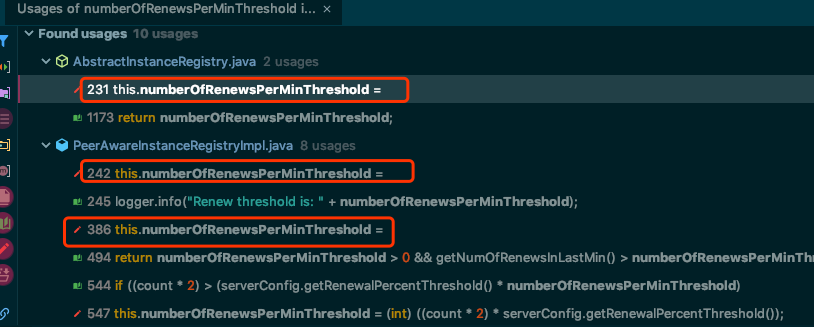 Usages of numberOfRenewsPerMinThreshold i... ×
Found usages 10 usages
AbstractInstanceRegistry.java 2 usages
231 this.numberOfRenewsPerMinThreshold =
1173 return numberOfRenewsPerMinThreshold;
PeerAwareInstanceRegistryImpl.java 8 usages
242 this.numberOfRenewsPerMinThreshold =
245 logger.info("Renew threshold is: " + numberOfRenewsPerMinThreshold);
386 this.numberOfRenewsPerMinThreshold =
494 return numberOfRenewsPerMinThreshold > 0 && getNumOfRenewsInLastMin() > numberOfRenewsPerMinThr
544 if ((count * 2) > (serverConfig.getRenewalPercentThreshold() * numberOfRenewsPerMinThreshold)
547 this.numberOfRenewsPerMinThreshold = (int) ((count * 2) * serverConfig.getRenewalPercentThreshold());